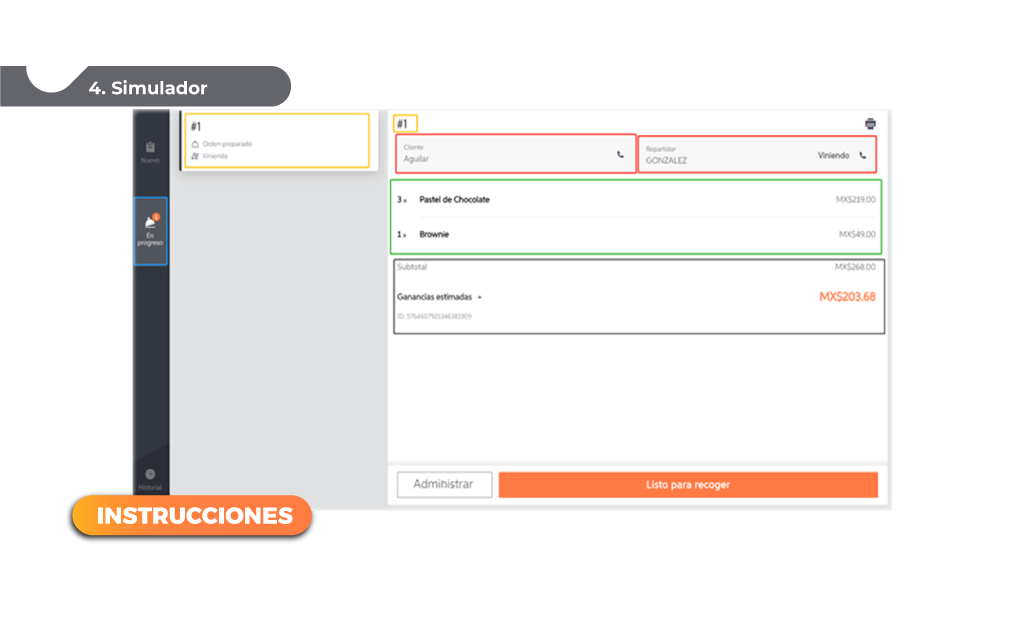 4. Simulador
Nuevo
1
En
progreso
Historial
#1
Orden preparado
Viniendo
#1
Cliente
Aguilar
Repartidor
GONZALEZ
Viniendo
3 x Pastel de Chocolate MX$219.00
1 x Brownie MX$49.00
Subtotal MX$268.00
Ganancias estimadas MX$203.68
ID: 5764607921346381909
Administrar
Listo para recoger
INSTRUCCIONES